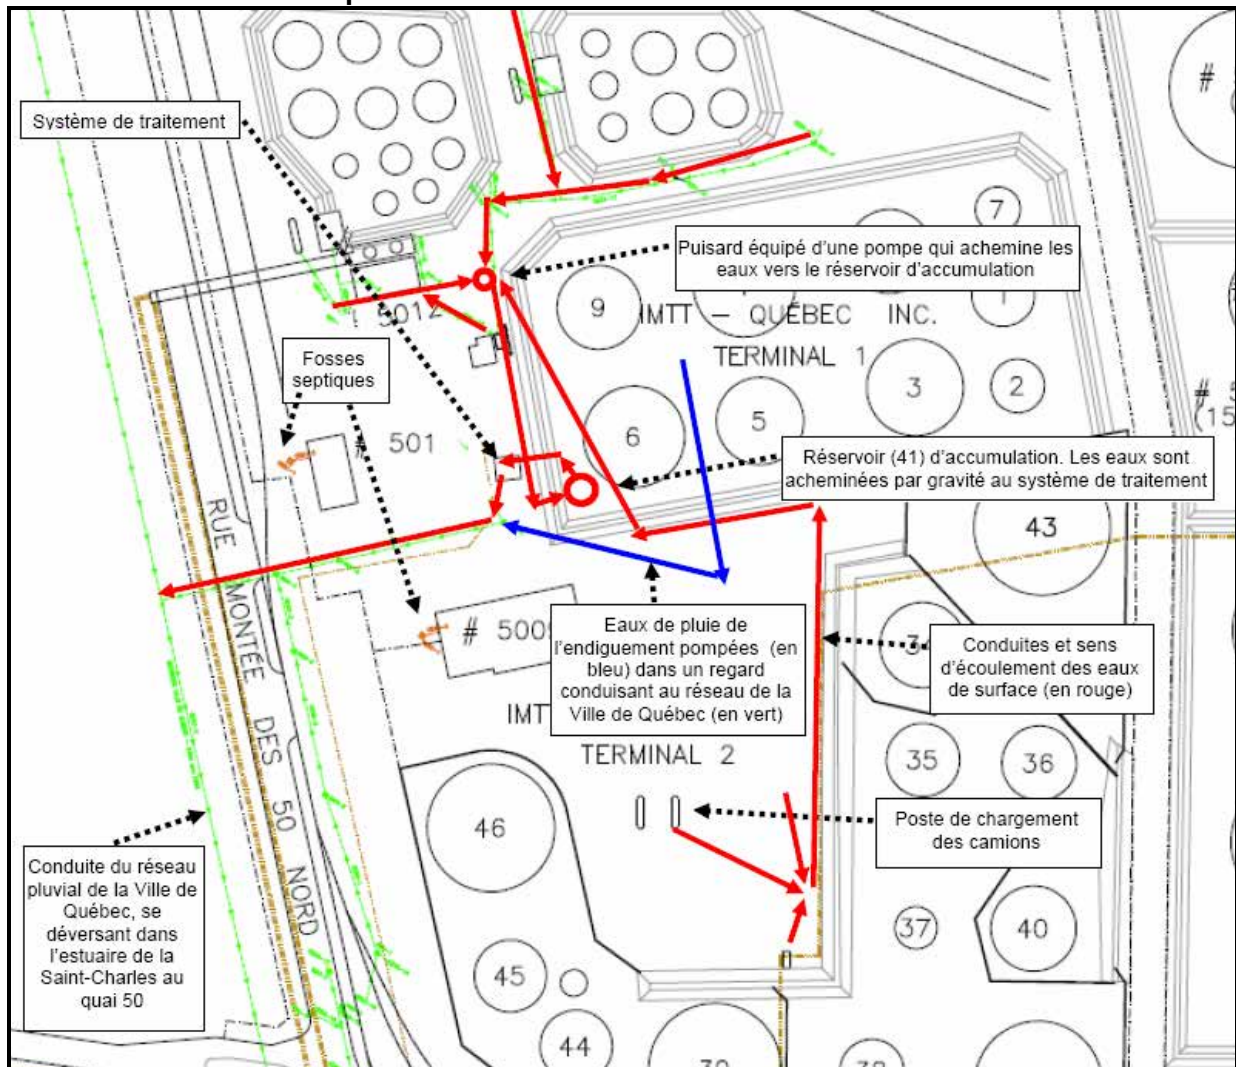 Système de traitement
#
7
Puisard équipé d'une pompe qui achemine les
eaux vers le réservoir d'accumulation
9
1
IMTT – QUÉBEC INC.
TERMINAL 1
5012
Fosses
septiques
3
2
#
(15
# 501
6
5
Réservoir (41) d'accumulation. Les eaux sont
acheminées par gravité au système de traitement
43
RUE MONTÉE DES 50 NORD
# 5009
Eaux de pluie de
l'endiguement pompées (en
bleu) dans un regard
conduisant au réseau de la
Ville de Québec (en vert)
Conduites et sens
d'écoulement des eaux
de surface (en rouge)
IMT
TERMINAL 2
35
36
46
Poste de chargement
des camions
Conduite du réseau
pluvial de la Ville de
Québec, se
déversant dans
l'estuaire de la
Saint-Charles au
quai 50
37
40
45
44